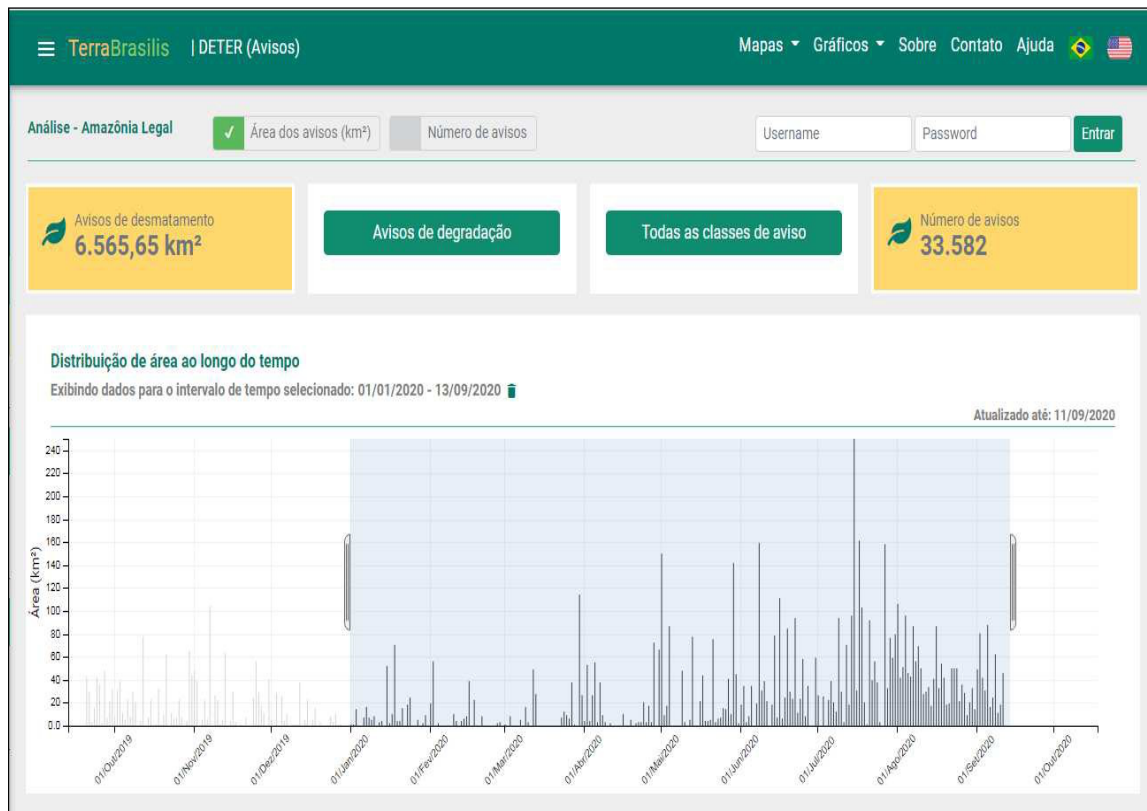 TerraBrasilis | DETER (Avisos) Mapas Gráficos Sobre Contato Ajuda
Análise - Amazônia Legal Área dos avisos (km²) Número de avisos Username Password Entrar
Avisos de desmatamento
6.565,65 km²
Avisos de degradação
Todas as classes de aviso
Número de avisos
33.582
Distribuição de área ao longo do tempo
Exibindo dados para o intervalo de tempo selecionado: 01/01/2020 - 13/09/2020
Atualizado até: 11/09/2020
Área (km²)
240
220
200
180
160
140
120
100
80
60
40
20
0.0
01/Out/2019 01/Nov/2019 01/Dez/2019 01/Jan/2020 01/Fev/2020 01/Mar/2020 01/Abr/2020 01/Mai/2020 01/Jun/2020 01/Jul/2020 01/Ago/2020 01/Set/2020 01/Out/2020